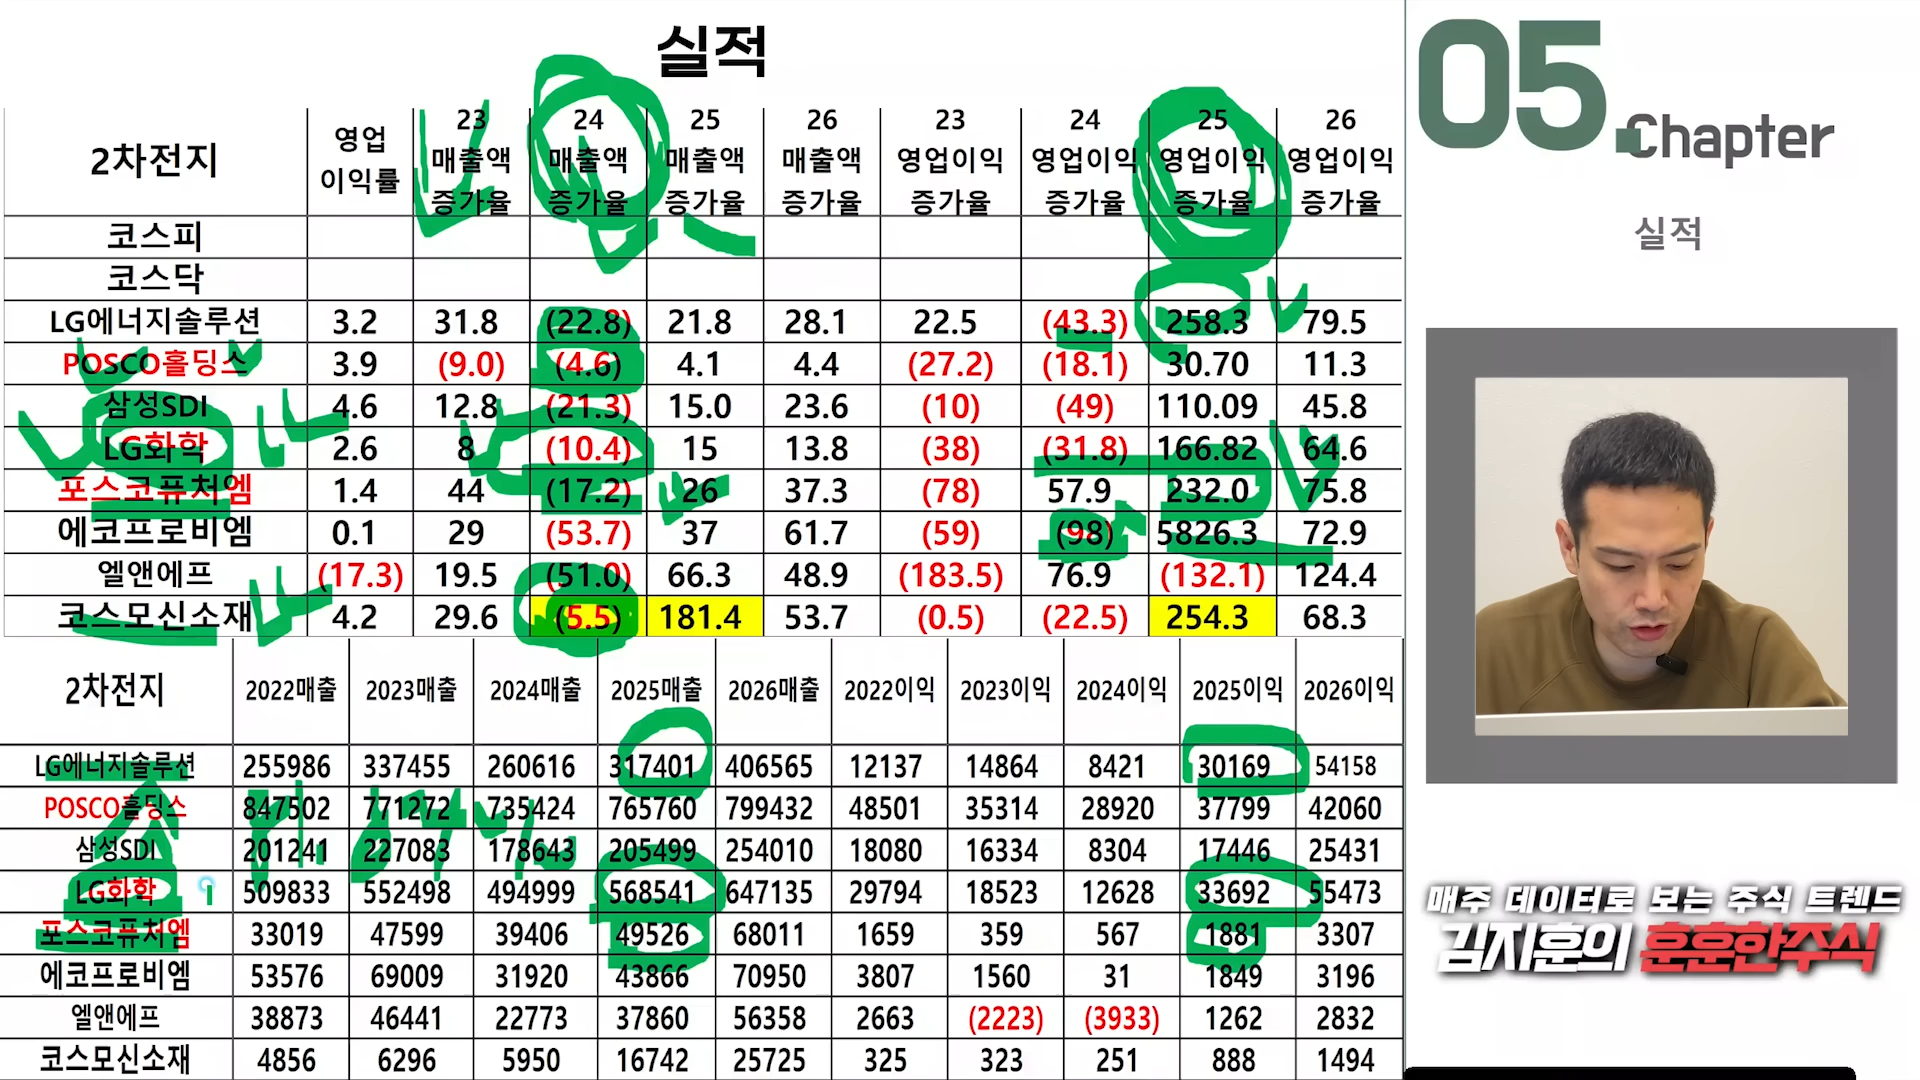 실적
2차전지 영업이익률 23 매출액 증가율 24 매출액 증가율 25 매출액 증가율 26 매출액 증가율 23 영업이익 증가율 24 영업이익 증가율 25 영업이익 증가율 26 영업이익 증가율
코스피
코스닥
LG에너지솔루션 3.2 31.8 (22.8) 21.8 28.1 22.5 (43.3) 258.3 79.5
POSCO홀딩스 3.9 (9.0) (4.6) 4.1 4.4 (27.2) (18.1) 30.70 11.3
삼성SDI 4.6 12.8 (21.3) 15.0 23.6 (10) (49) 110.09 45.8
LG화학 2.6 8 (10.4) 15 13.8 (38) (31.8) 166.82 64.6
포스코퓨처엠 1.4 44 (17.2) 26 37.3 (78) 57.9 232.0 75.8
에코프로비엠 0.1 29 (53.7) 37 61.7 (59) (98) 5826.3 72.9
엘앤에프 (17.3) 19.5 (51.0) 66.3 48.9 (183.5) 76.9 (132.1) 124.4
코스모신소재 4.2 29.6 (5.5) 181.4 53.7 (0.5) (22.5) 254.3 68.3
2차전지 2022매출 2023매출 2024매출 2025매출 2026매출 2022이익 2023이익 2024이익 2025이익 2026이익
LG에너지솔루션 255986 337455 260616 317401 406565 12137 14864 8421 30169 54158
POSCO홀딩스 847502 771272 735424 765760 799432 48501 35314 28920 37799 42060
삼성SDI 201241 227083 178643 205499 254010 18080 16334 8304 17446 25431
LG화학 509833 552498 494999 568541 647135 29794 18523 12628 33692 55473
포스코퓨처엠 33019 47599 39406 49526 68011 1659 359 567 1881 3307
에코프로비엠 53576 69009 31920 43866 70950 3807 1560 31 1849 3196
엘앤에프 38873 46441 22773 37860 56358 2663 (2223) (3933) 1262 2832
코스모신소재 4856 6296 5950 16742 25725 325 323 251 888 1494
05.Chapter
실적
매주 데이터로 보는 주식 트렌드
김지훈의 훈훈한주식